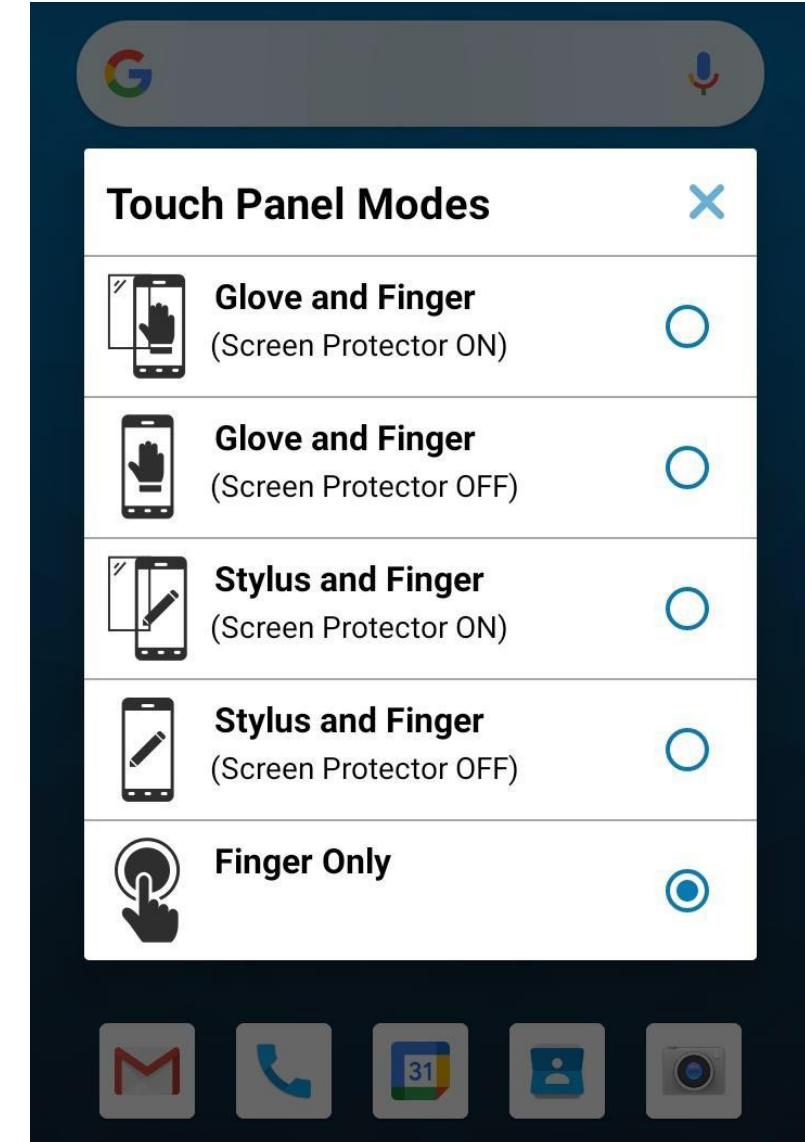 G
Touch Panel Modes
Glove and Finger
(Screen Protector ON)
Glove and Finger
(Screen Protector OFF)
Stylus and Finger
(Screen Protector ON)
Stylus and Finger
(Screen Protector OFF)
Finger Only
31